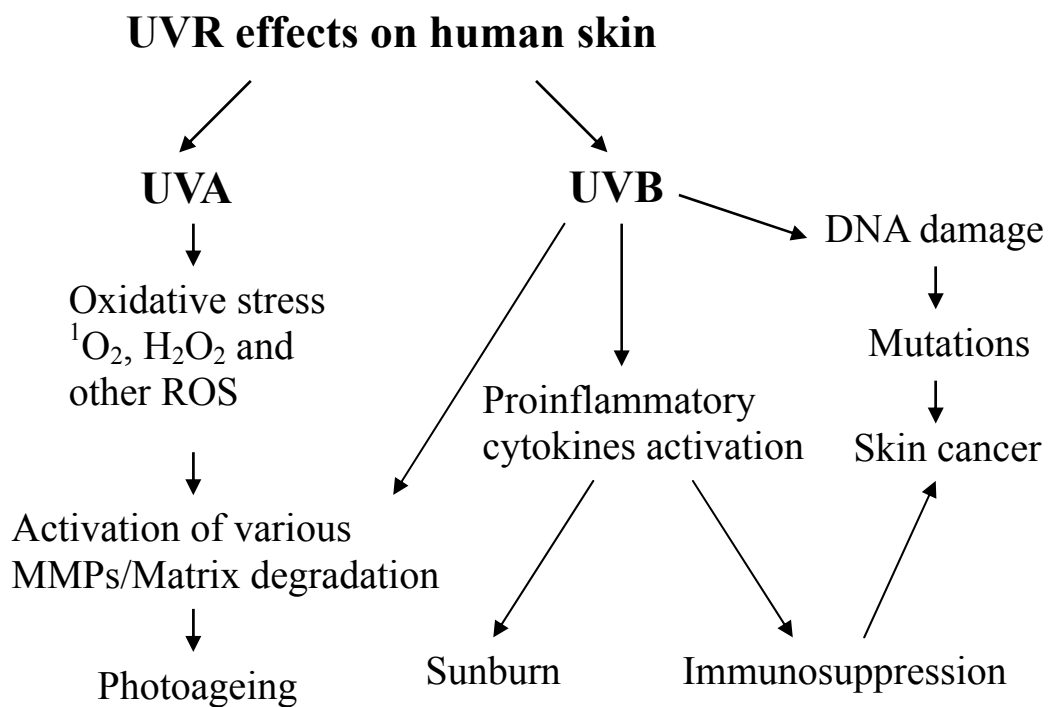 UVR effects on human skin
UVA
UVB
DNA damage
Oxidative stress
¹O₂, H₂O₂ and
other ROS
Mutations
Proinflammatory
cytokines activation
Skin cancer
Activation of various
MMPs/Matrix degradation
Photoageing
Sunburn
Immunosuppression